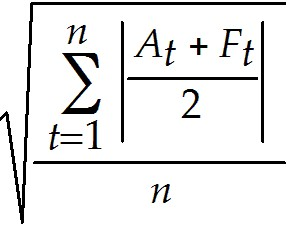 √( ( ∑_{t=1}^{n} | (A_t + F_t) / 2 | ) / n )